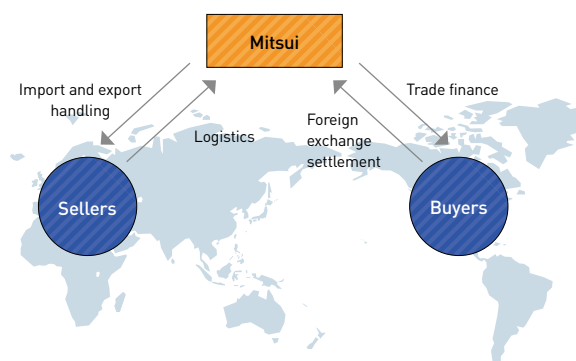 Mitsui
Import and export
handling
Trade finance
Logistics
Foreign
exchange
settlement
Sellers
Buyers